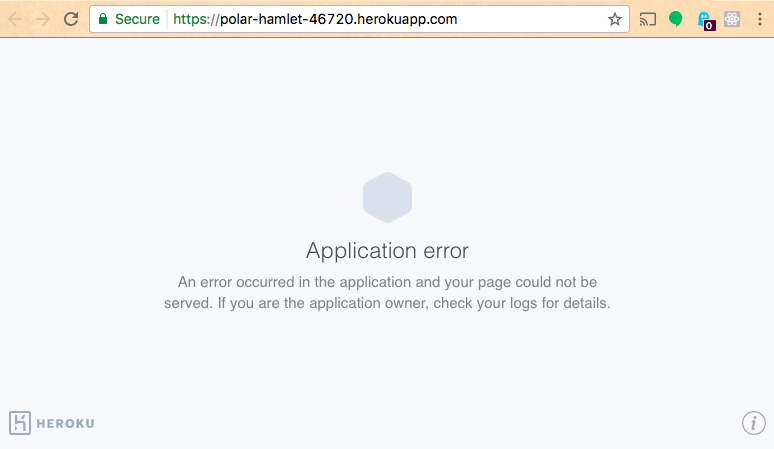 Secure https://polar-hamlet-46720.herokuapp.com
0
Application error
An error occurred in the application and your page could not be
served. If you are the application owner, check your logs for details.
HEROKU
i